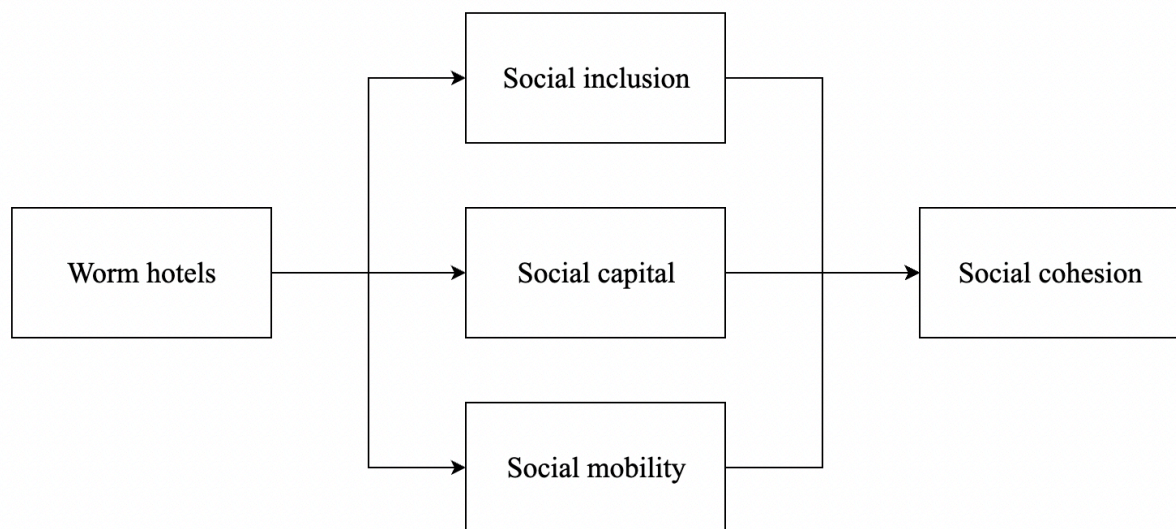 Social inclusion
Worm hotels
Social capital
Social cohesion
Social mobility